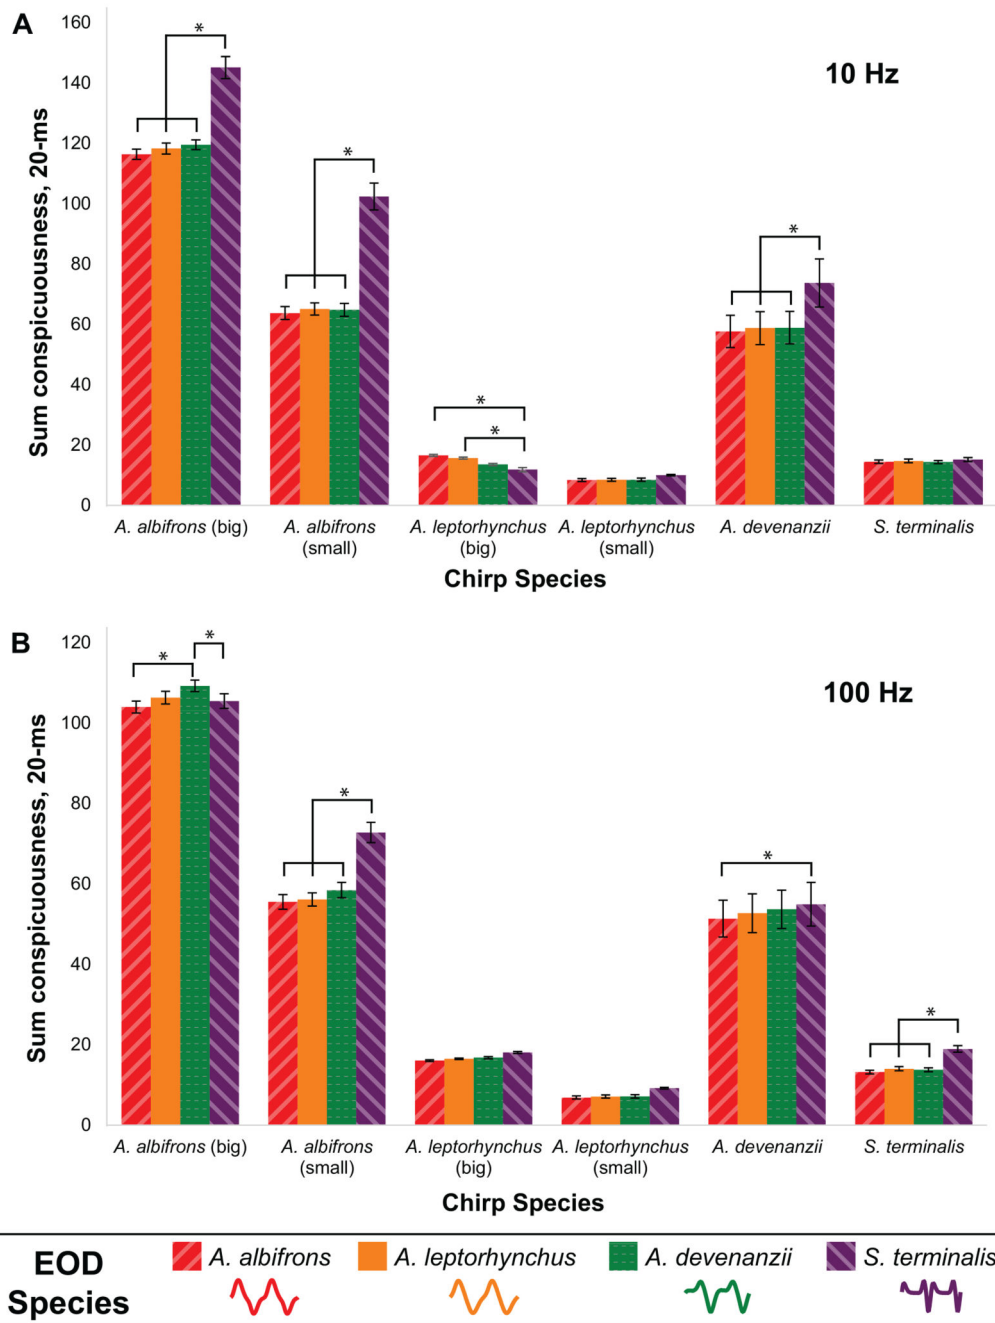 A
160
140
120
100
80
60
40
20
0
Sum conspicuousness, 20-ms
10 Hz
*
*
*
*
*
A. albifrons (big)
A. albifrons
(small)
A. leptorhynchus
(big)
A. leptorhynchus
(small)
A. devenanzii
S. terminalis
Chirp Species
B
120
100
80
60
40
20
0
Sum conspicuousness, 20-ms
100 Hz
*
*
*
*
*
A. albifrons (big)
A. albifrons
(small)
A. leptorhynchus
(big)
A. leptorhynchus
(small)
A. devenanzii
S. terminalis
Chirp Species
EOD
Species
A. albifrons
A. leptorhynchus
A. devenanzii
S. terminalis